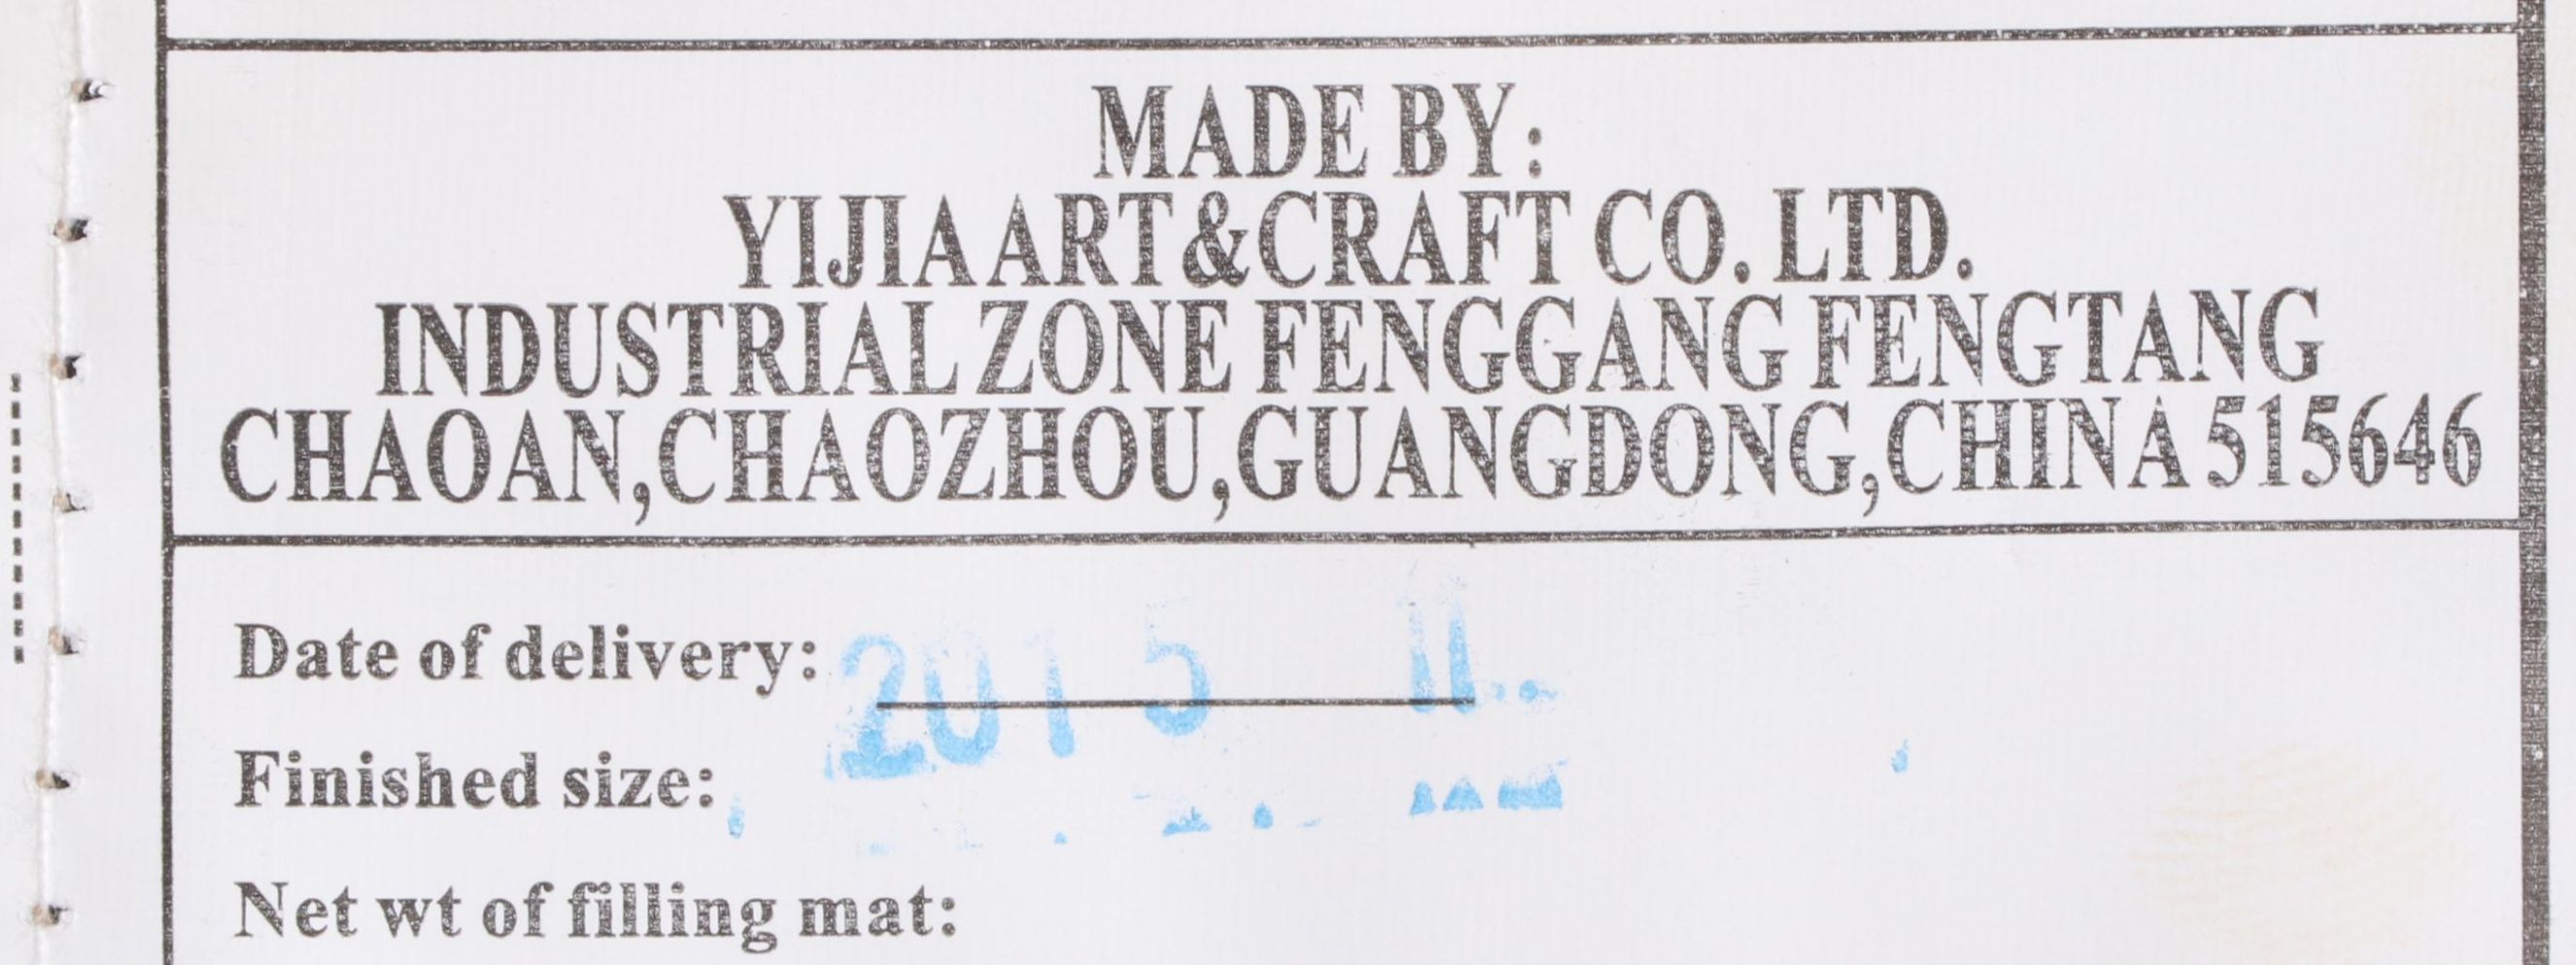 MADE BY:
YIJIA ART & CRAFT CO. LTD.
INDUSTRIAL ZONE FENGGANG FENGTANG
CHAOAN,CHAOZHOU,GUANGDONG,CHINA 515646
Date of delivery: 2015 11.
Finished size:
Net wt of filling mat: